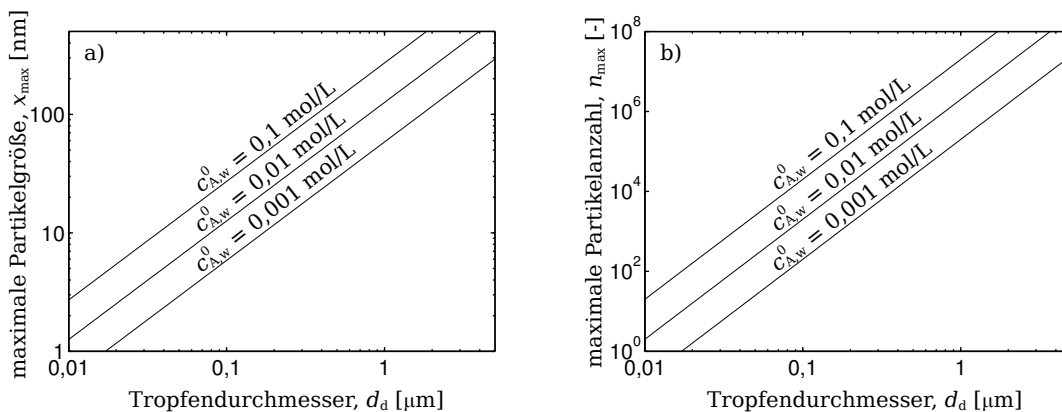 a)
maximale Partikelgröße, x_max [nm]
100
10
1
c⁰_A,w = 0,1 mol/L
c⁰_A,w = 0,01 mol/L
c⁰_A,w = 0,001 mol/L
0,01 0,1 1
Tropfendurchmesser, d_d [μm]
b)
maximale Partikelanzahl, n_max [-]
10⁸
10⁶
10⁴
10²
10⁰
c⁰_A,w = 0,1 mol/L
c⁰_A,w = 0,01 mol/L
c⁰_A,w = 0,001 mol/L
0,01 0,1 1
Tropfendurchmesser, d_d [μm]